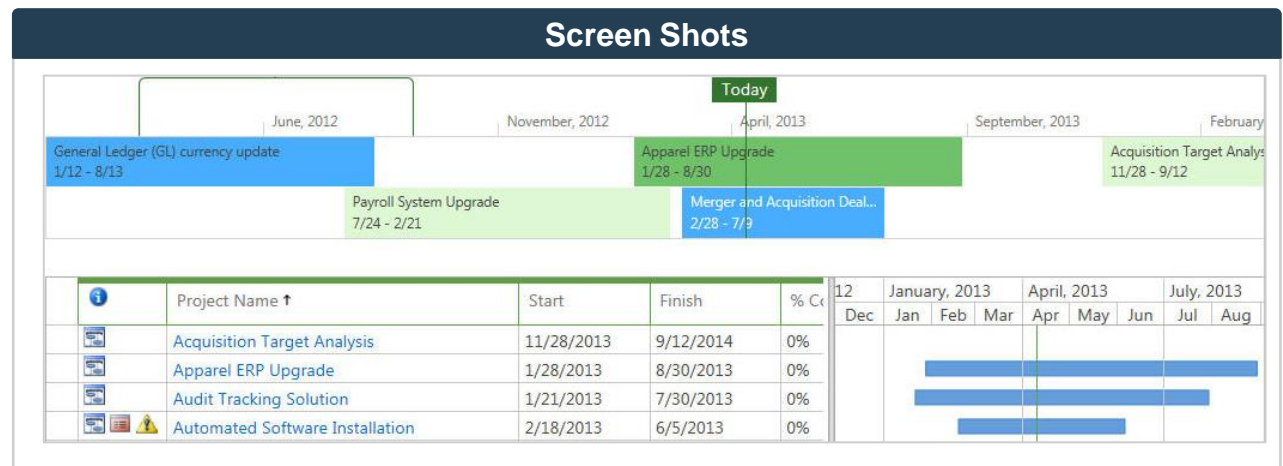 Screen Shots
Today
June, 2012 November, 2012 April, 2013 September, 2013 February
General Ledger (GL) currency update
1/12 - 8/13
Apparel ERP Upgrade
1/28 - 8/30
Acquisition Target Analys
11/28 - 9/12
Payroll System Upgrade
7/24 - 2/21
Merger and Acquisition Deal...
2/28 - 7/9
Project Name ↑ Start Finish % Co 12 January, 2013 April, 2013 July, 2013
Dec Jan Feb Mar Apr May Jun Jul Aug
Acquisition Target Analysis 11/28/2013 9/12/2014 0%
Apparel ERP Upgrade 1/28/2013 8/30/2013 0%
Audit Tracking Solution 1/21/2013 7/30/2013 0%
Automated Software Installation 2/18/2013 6/5/2013 0%